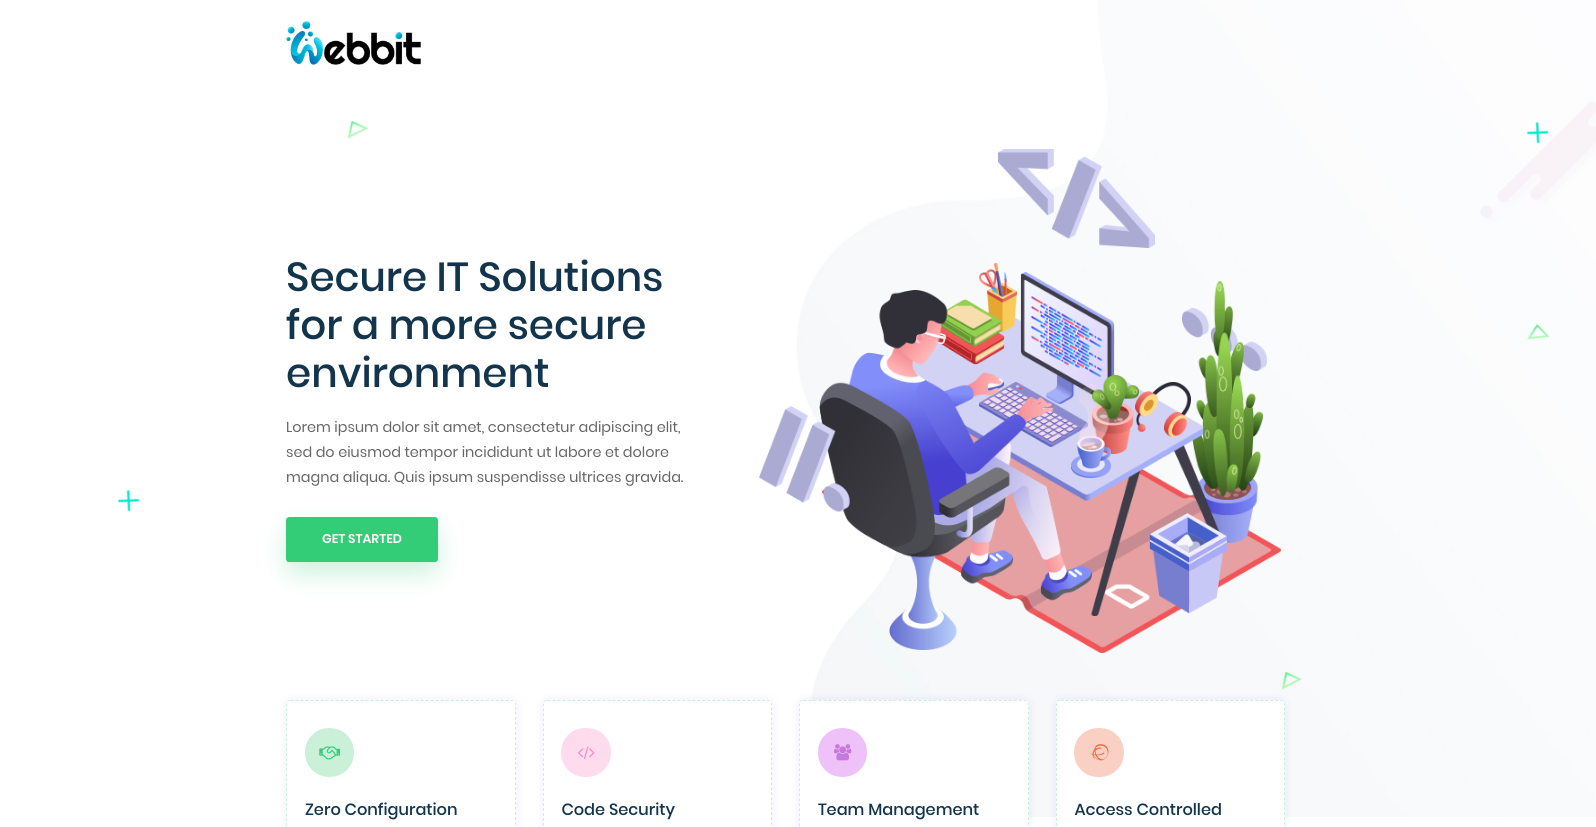 Webbit
Secure IT Solutions
for a more secure
environment
Lorem ipsum dolor sit amet, consectetur adipiscing elit,
sed do eiusmod tempor incididunt ut labore et dolore
magna aliqua. Quis ipsum suspendisse ultrices gravida.
GET STARTED
Zero Configuration
Code Security
Team Management
Access Controlled